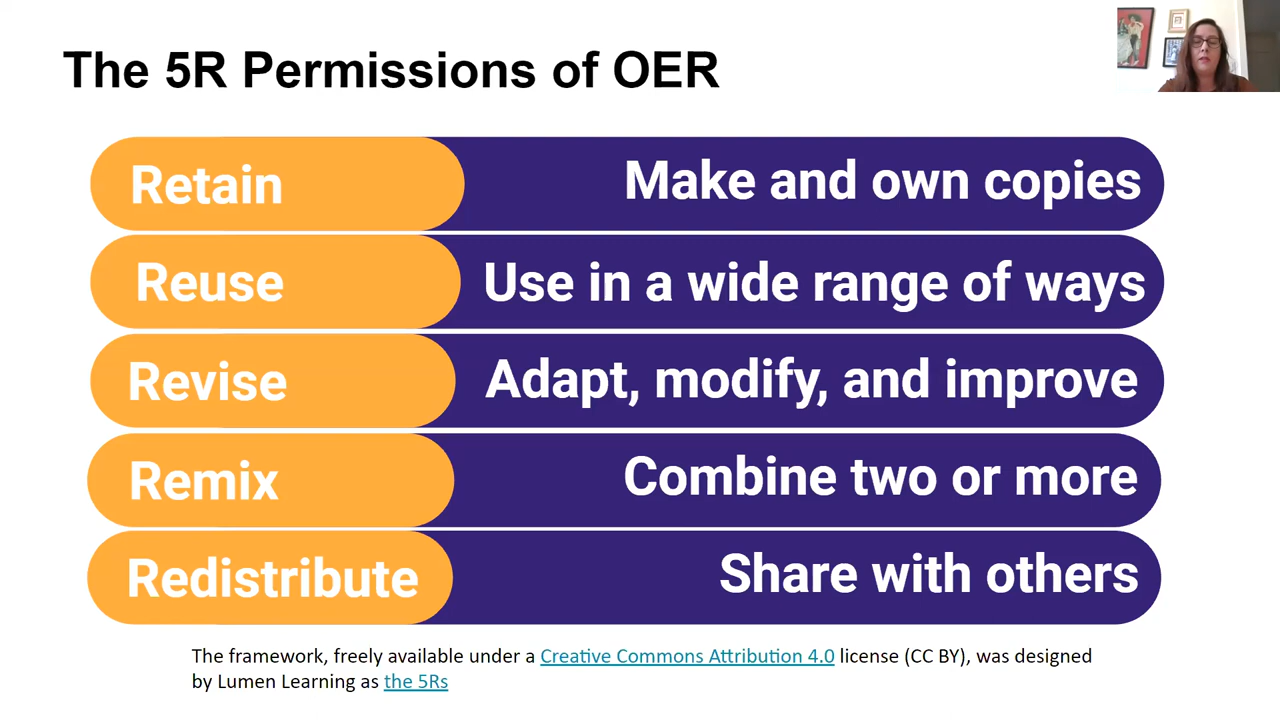 The 5R Permissions of OER
Retain
Make and own copies
Reuse
Use in a wide range of ways
Revise
Adapt, modify, and improve
Remix
Combine two or more
Redistribute
Share with others
The framework, freely available under a Creative Commons Attribution 4.0 license (CC BY), was designed
by Lumen Learning as the 5Rs